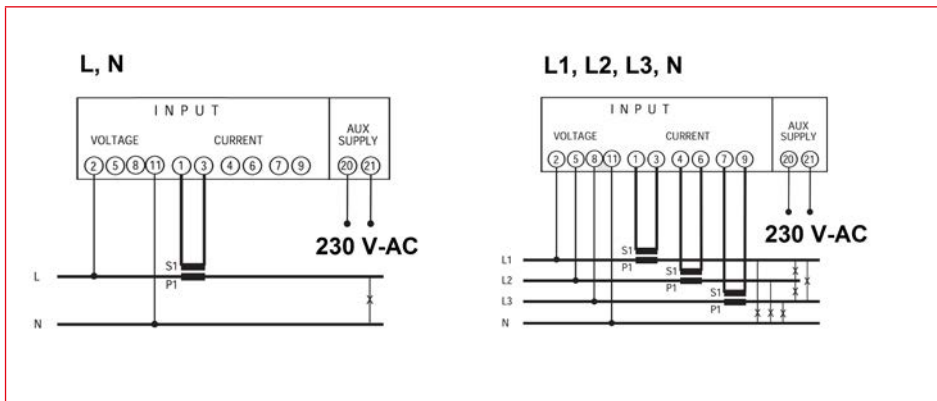 L, N
INPUT
VOLTAGE CURRENT AUX SUPPLY
2 5 8 11 1 3 4 6 7 9 20 21
230 V-AC
S1
L P1
N
L1, L2, L3, N
INPUT
VOLTAGE CURRENT AUX SUPPLY
2 5 8 11 1 3 4 6 7 9 20 21
230 V-AC
S1
L1 P1
S1
L2 P1
S1
L3 P1
N